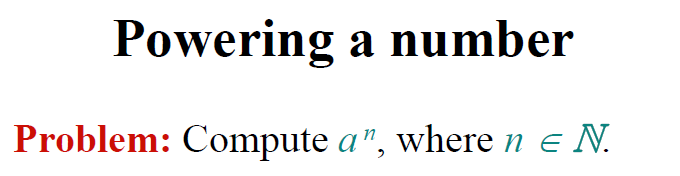 Powering a number
Problem: Compute aⁿ, where n ∈ ℕ.